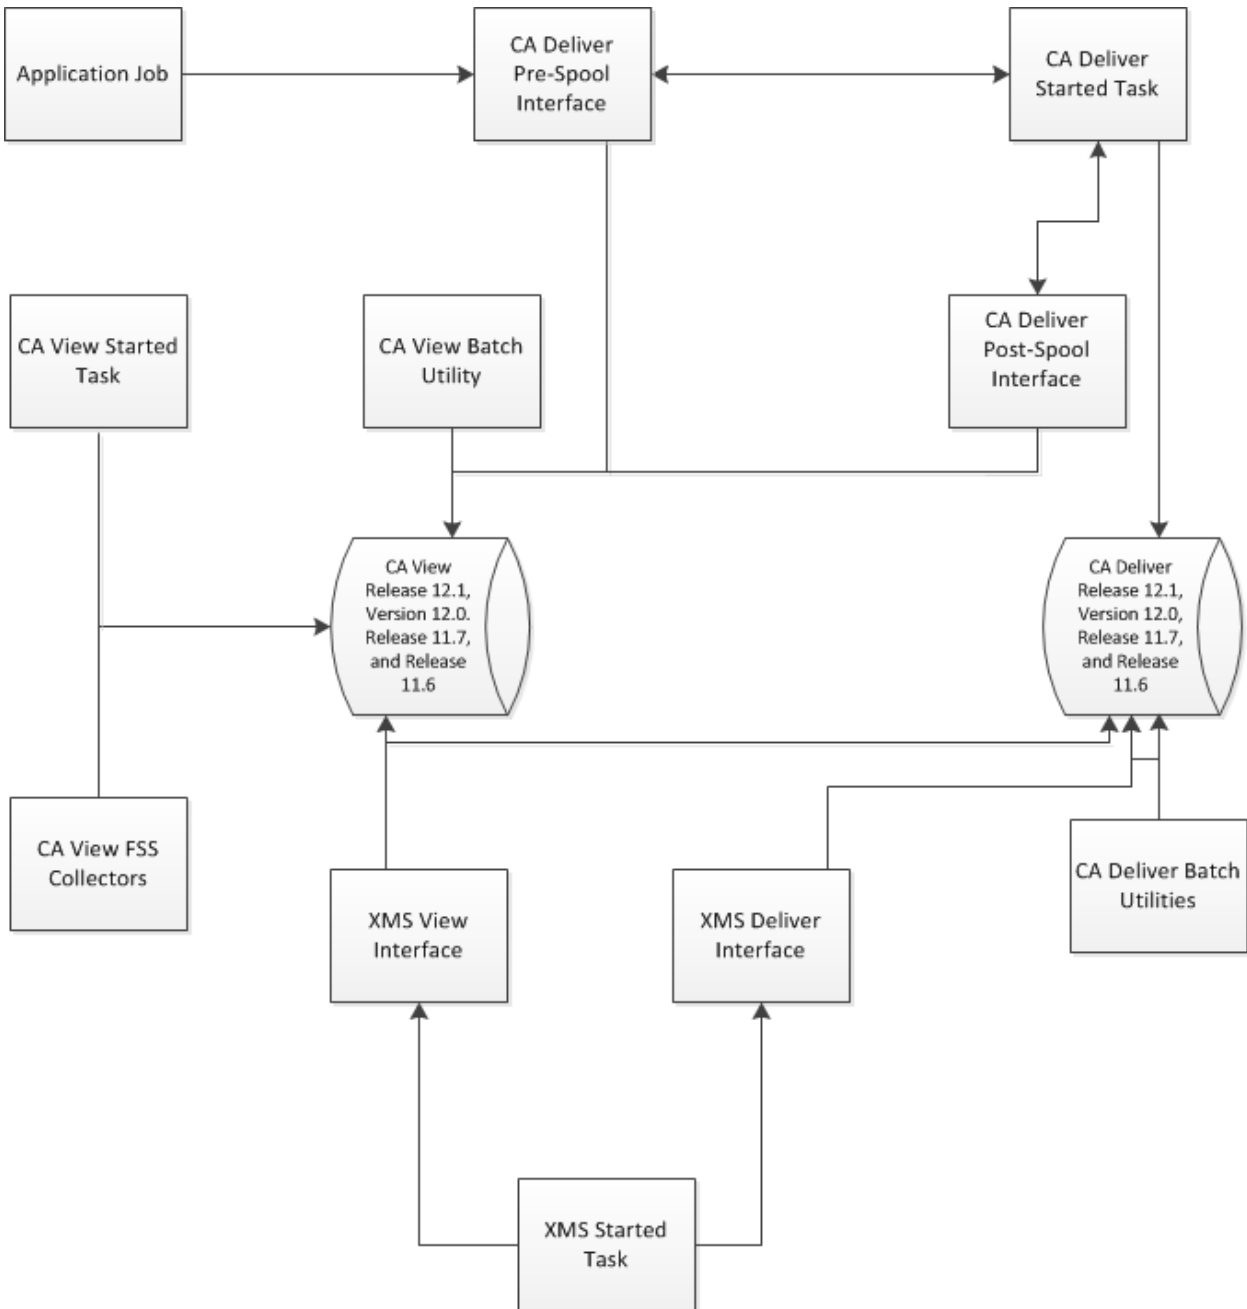 Application Job
CA Deliver
Pre-Spool
Interface
CA Deliver
Started Task
CA View Started
Task
CA View Batch
Utility
CA Deliver
Post-Spool
Interface
CA View
Release 12.1,
Version 12.0.
Release 11.7,
and Release
11.6
CA Deliver
Release 12.1,
Version 12.0,
Release 11.7,
and Release
11.6
CA View FSS
Collectors
XMS View
Interface
XMS Deliver
Interface
CA Deliver Batch
Utilities
XMS Started
Task